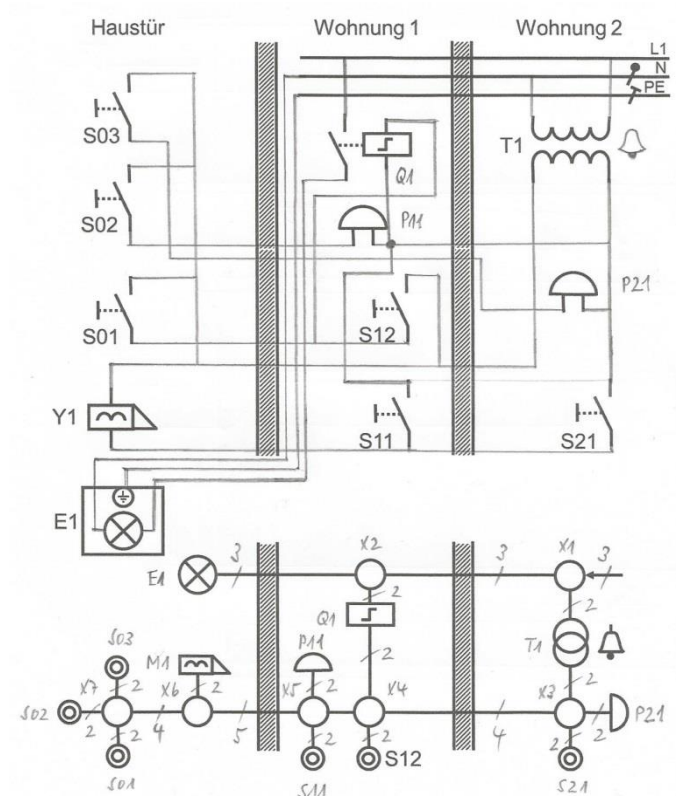 Haustür Wohnung 1 Wohnung 2
L1
N
PE
S03
T1
Q1
S02
P11
P21
S01
S12
Y1
S11
S21
E1
X2 X1
E1 3 3 3
2 2
Q1
S03 P11 T1
M1 2
X7 2 X6 2 X5 2 X4 2 X3
S02 P21
2 2 4 5 2 2 4 2 2
S12
S01 S11 S21